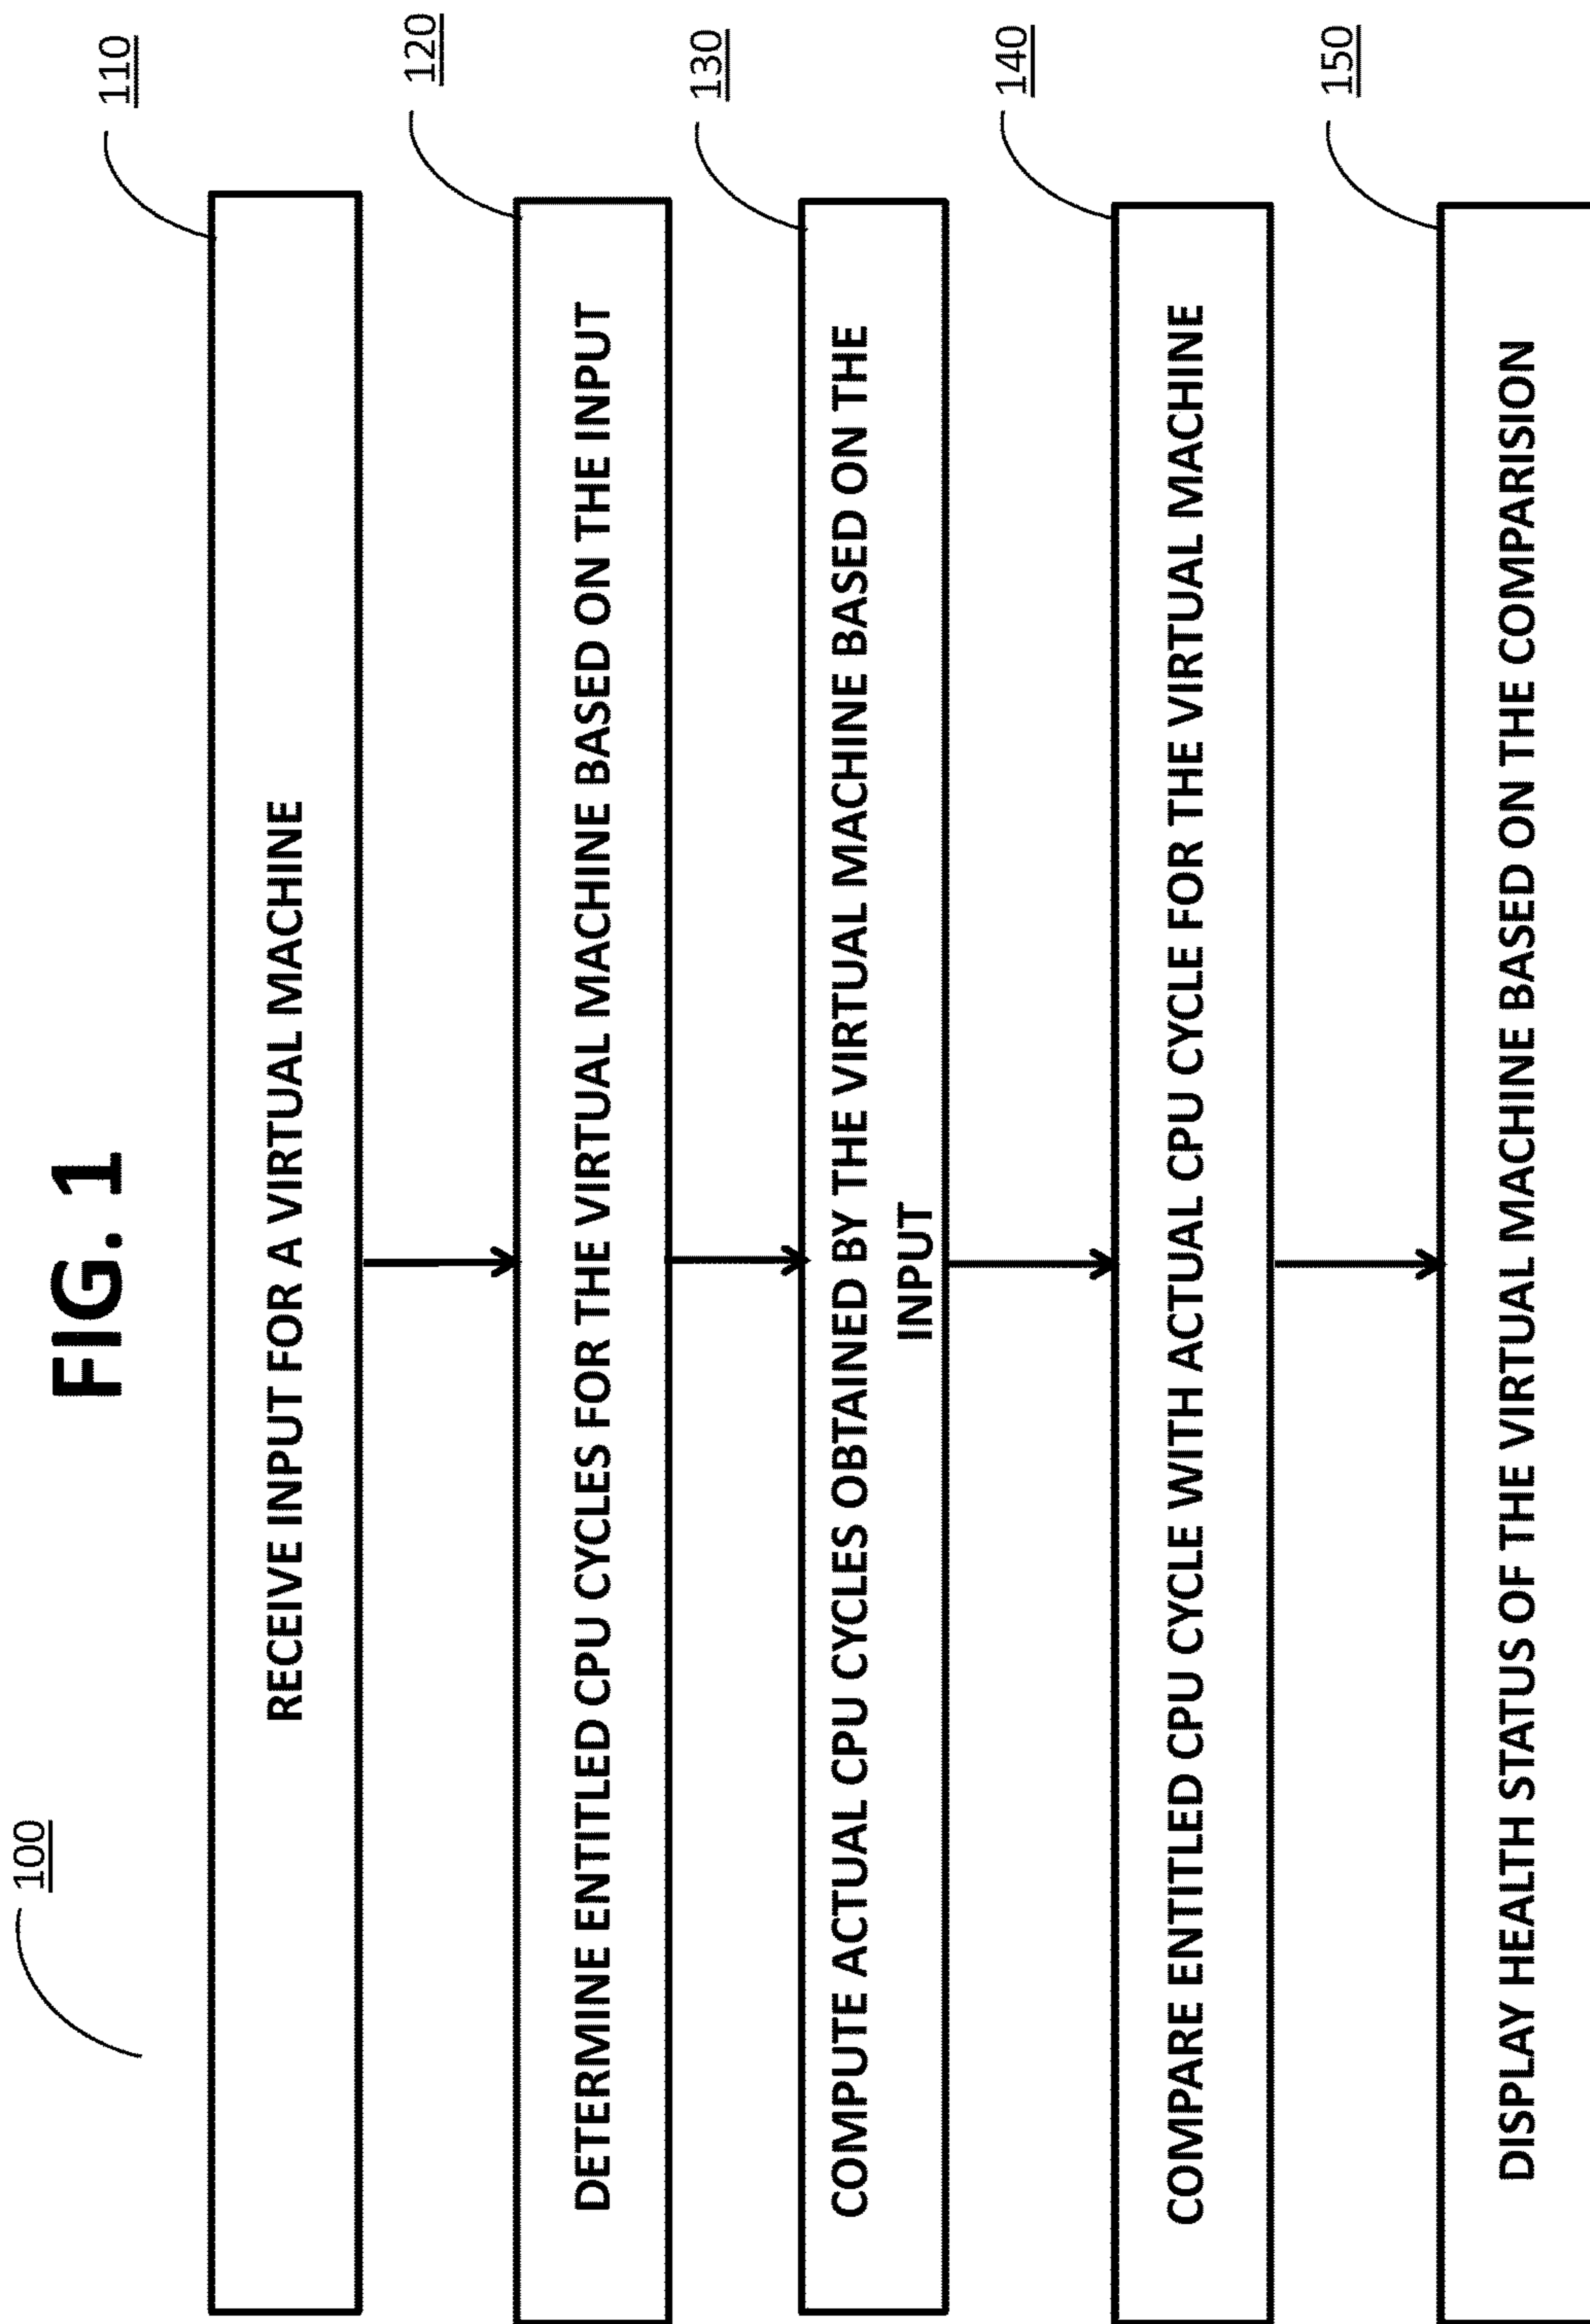 FIG. 1
100
110
RECEIVE INPUT FOR A VIRTUAL MACHINE
120
DETERMINE ENTITLED CPU CYCLES FOR THE VIRTUAL MACHINE BASED ON THE INPUT
130
COMPUTE ACTUAL CPU CYCLES OBTAINED BY THE VIRTUAL MACHINE BASED ON THE
INPUT
140
COMPARE ENTITLED CPU CYCLE WITH ACTUAL CPU CYCLE FOR THE VIRTUAL MACHINE
150
DISPLAY HEALTH STATUS OF THE VIRTUAL MACHINE BASED ON THE COMPARISION